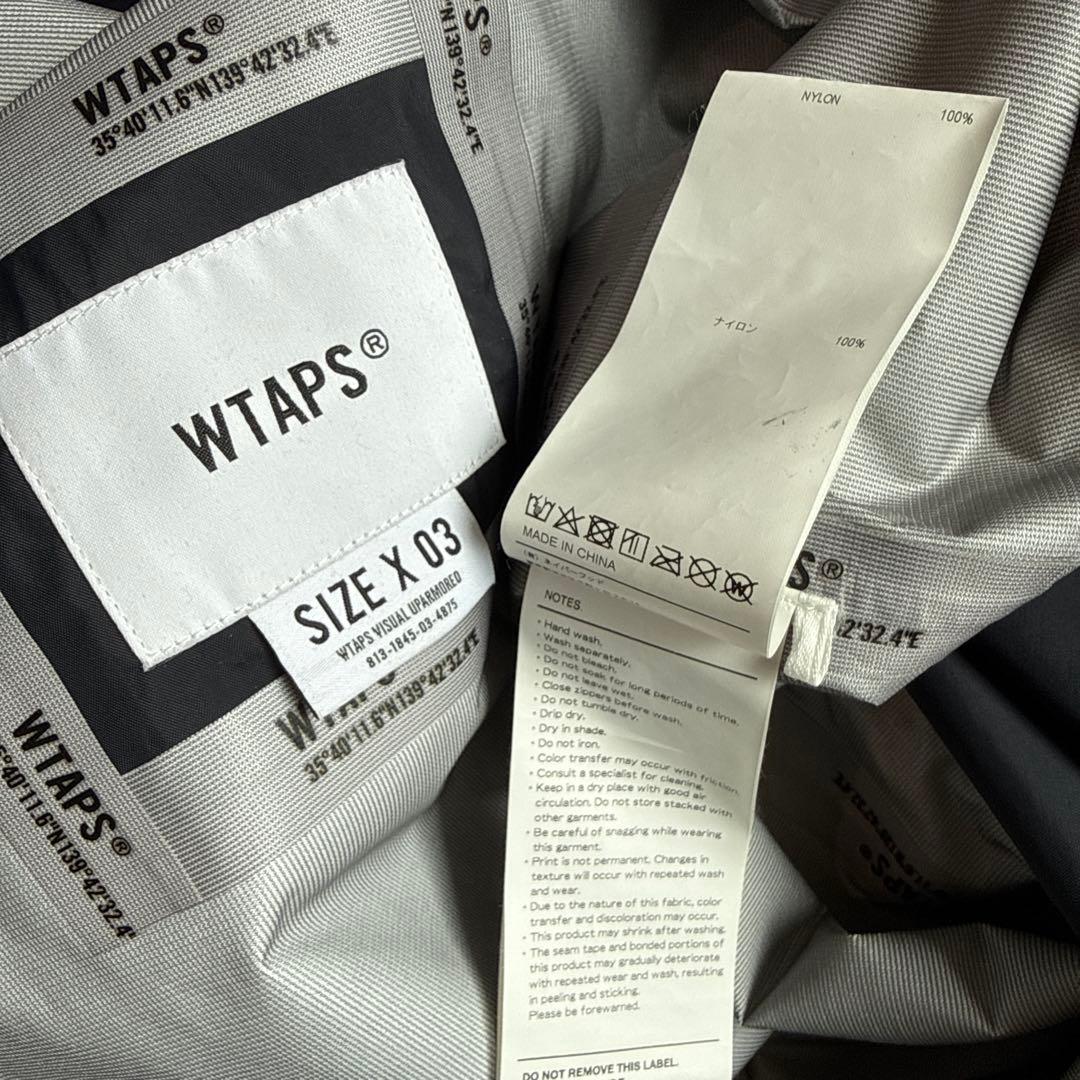 WTAPS®
35°40'11.6"N139°42'32.4"E
S®
39°42'32.4"E
WTAPS®
SIZE X 03
WTAPS VISUAL UPARMORED
813-1845-03-4875
35°40'11.6"N139°42'32.4"E
WTAPS®
5°40'11.6"N139°42'32.4"
NYLON
100%
ナイロン
100%
MADE IN CHINA
NOTES
• Hand wash.
• Wash separately.
• Do not bleach.
• Do not soak for long periods of time.
• Do not leave wet.
• Close zippers before wash.
• Do not tumble dry.
• Drip dry.
• Dry in shade.
• Do not iron.
• Color transfer may occur with friction.
• Consult a specialist for cleaning.
• Keep in a dry place with good air
circulation. Do not store stacked with
other garments.
• Be careful of snagging while wearing
this garment.
• Print is not permanent. Changes in
texture will occur with repeated wash
and wear.
• Due to the nature of this fabric, color
transfer and discoloration may occur.
• This product may shrink after washing.
• The seam tape and bonded portions of
this product may gradually deteriorate
with repeated wear and wash, resulting
in peeling and sticking.
Please be forewarned.
DO NOT REMOVE THIS LABEL.
S®
2'32.4"E